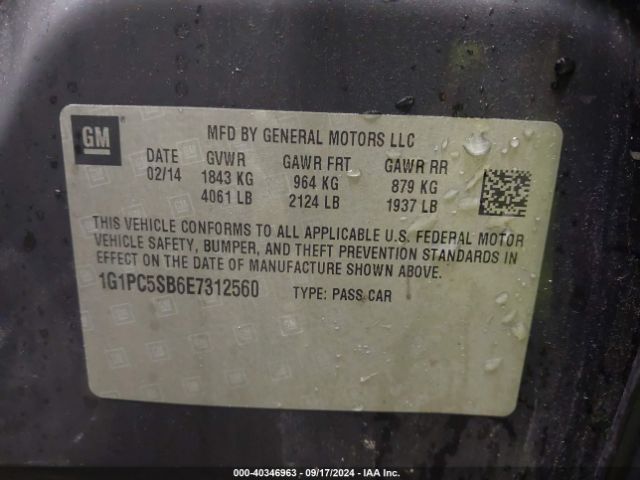 GM
®
MFD BY GENERAL MOTORS LLC
DATE GVWR GAWR FRT GAWR RR
02/14 1843 KG 964 KG 879 KG
4061 LB 2124 LB 1937 LB
THIS VEHICLE CONFORMS TO ALL APPLICABLE U.S. FEDERAL MOTOR
VEHICLE SAFETY, BUMPER, AND THEFT PREVENTION STANDARDS IN
EFFECT ON THE DATE OF MANUFACTURE SHOWN ABOVE.
1G1PC5SB6E7312560 TYPE: PASS CAR
000-40346963 - 09/17/2024 - IAA Inc.